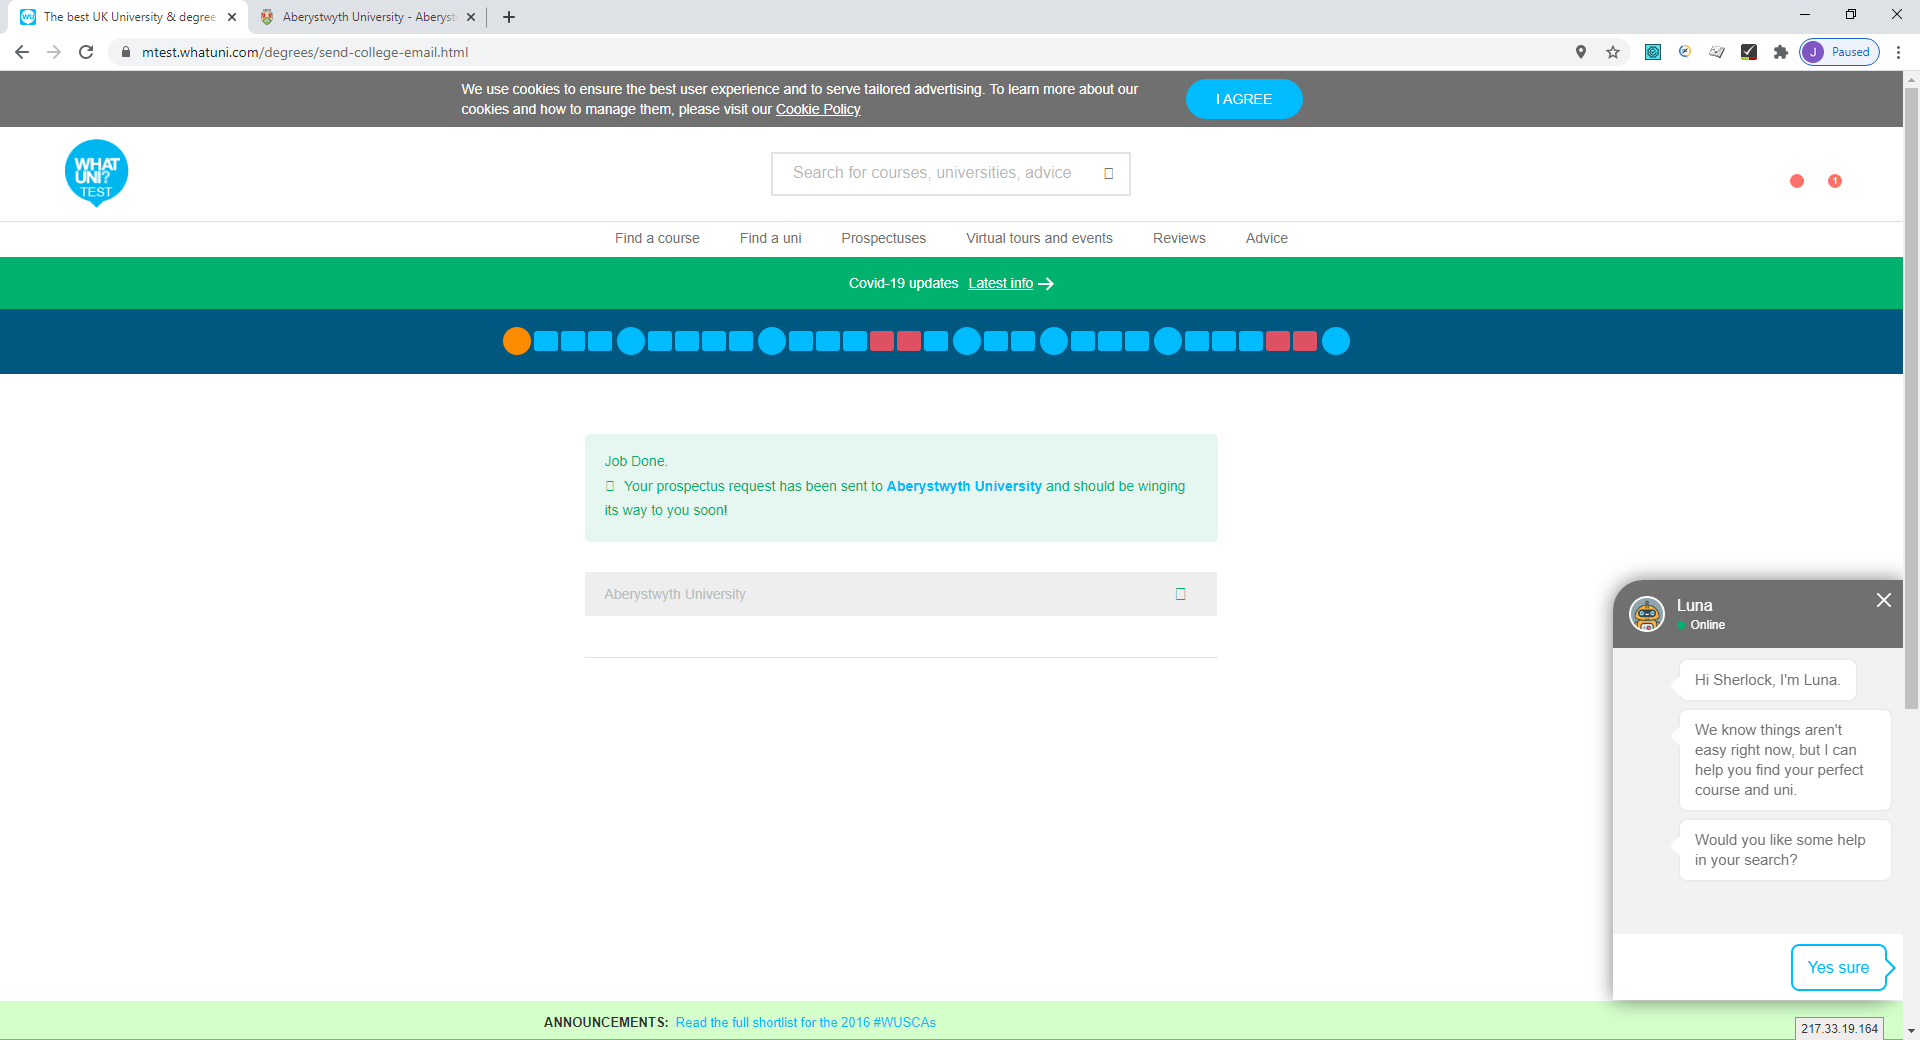 The best UK University & degree
Aberystwyth University - Aberyst
mtest.whatuni.com/degrees/send-college-email.html
J Paused
We use cookies to ensure the best user experience and to serve tailored advertising. To learn more about our
cookies and how to manage them, please visit our Cookie Policy
I AGREE
WHAT
UNI?
TEST
Search for courses, universities, advice
1
Find a course Find a uni Prospectuses Virtual tours and events Reviews Advice
Covid-19 updates Latest info
Job Done.
Your prospectus request has been sent to Aberystwyth University and should be winging
its way to you soon!
Aberystwyth University
Luna
Online
Hi Sherlock, I'm Luna.
We know things aren't
easy right now, but I can
help you find your perfect
course and uni.
Would you like some help
in your search?
Yes sure
ANNOUNCEMENTS: Read the full shortlist for the 2016 #WUSCAs
217.33.19.164